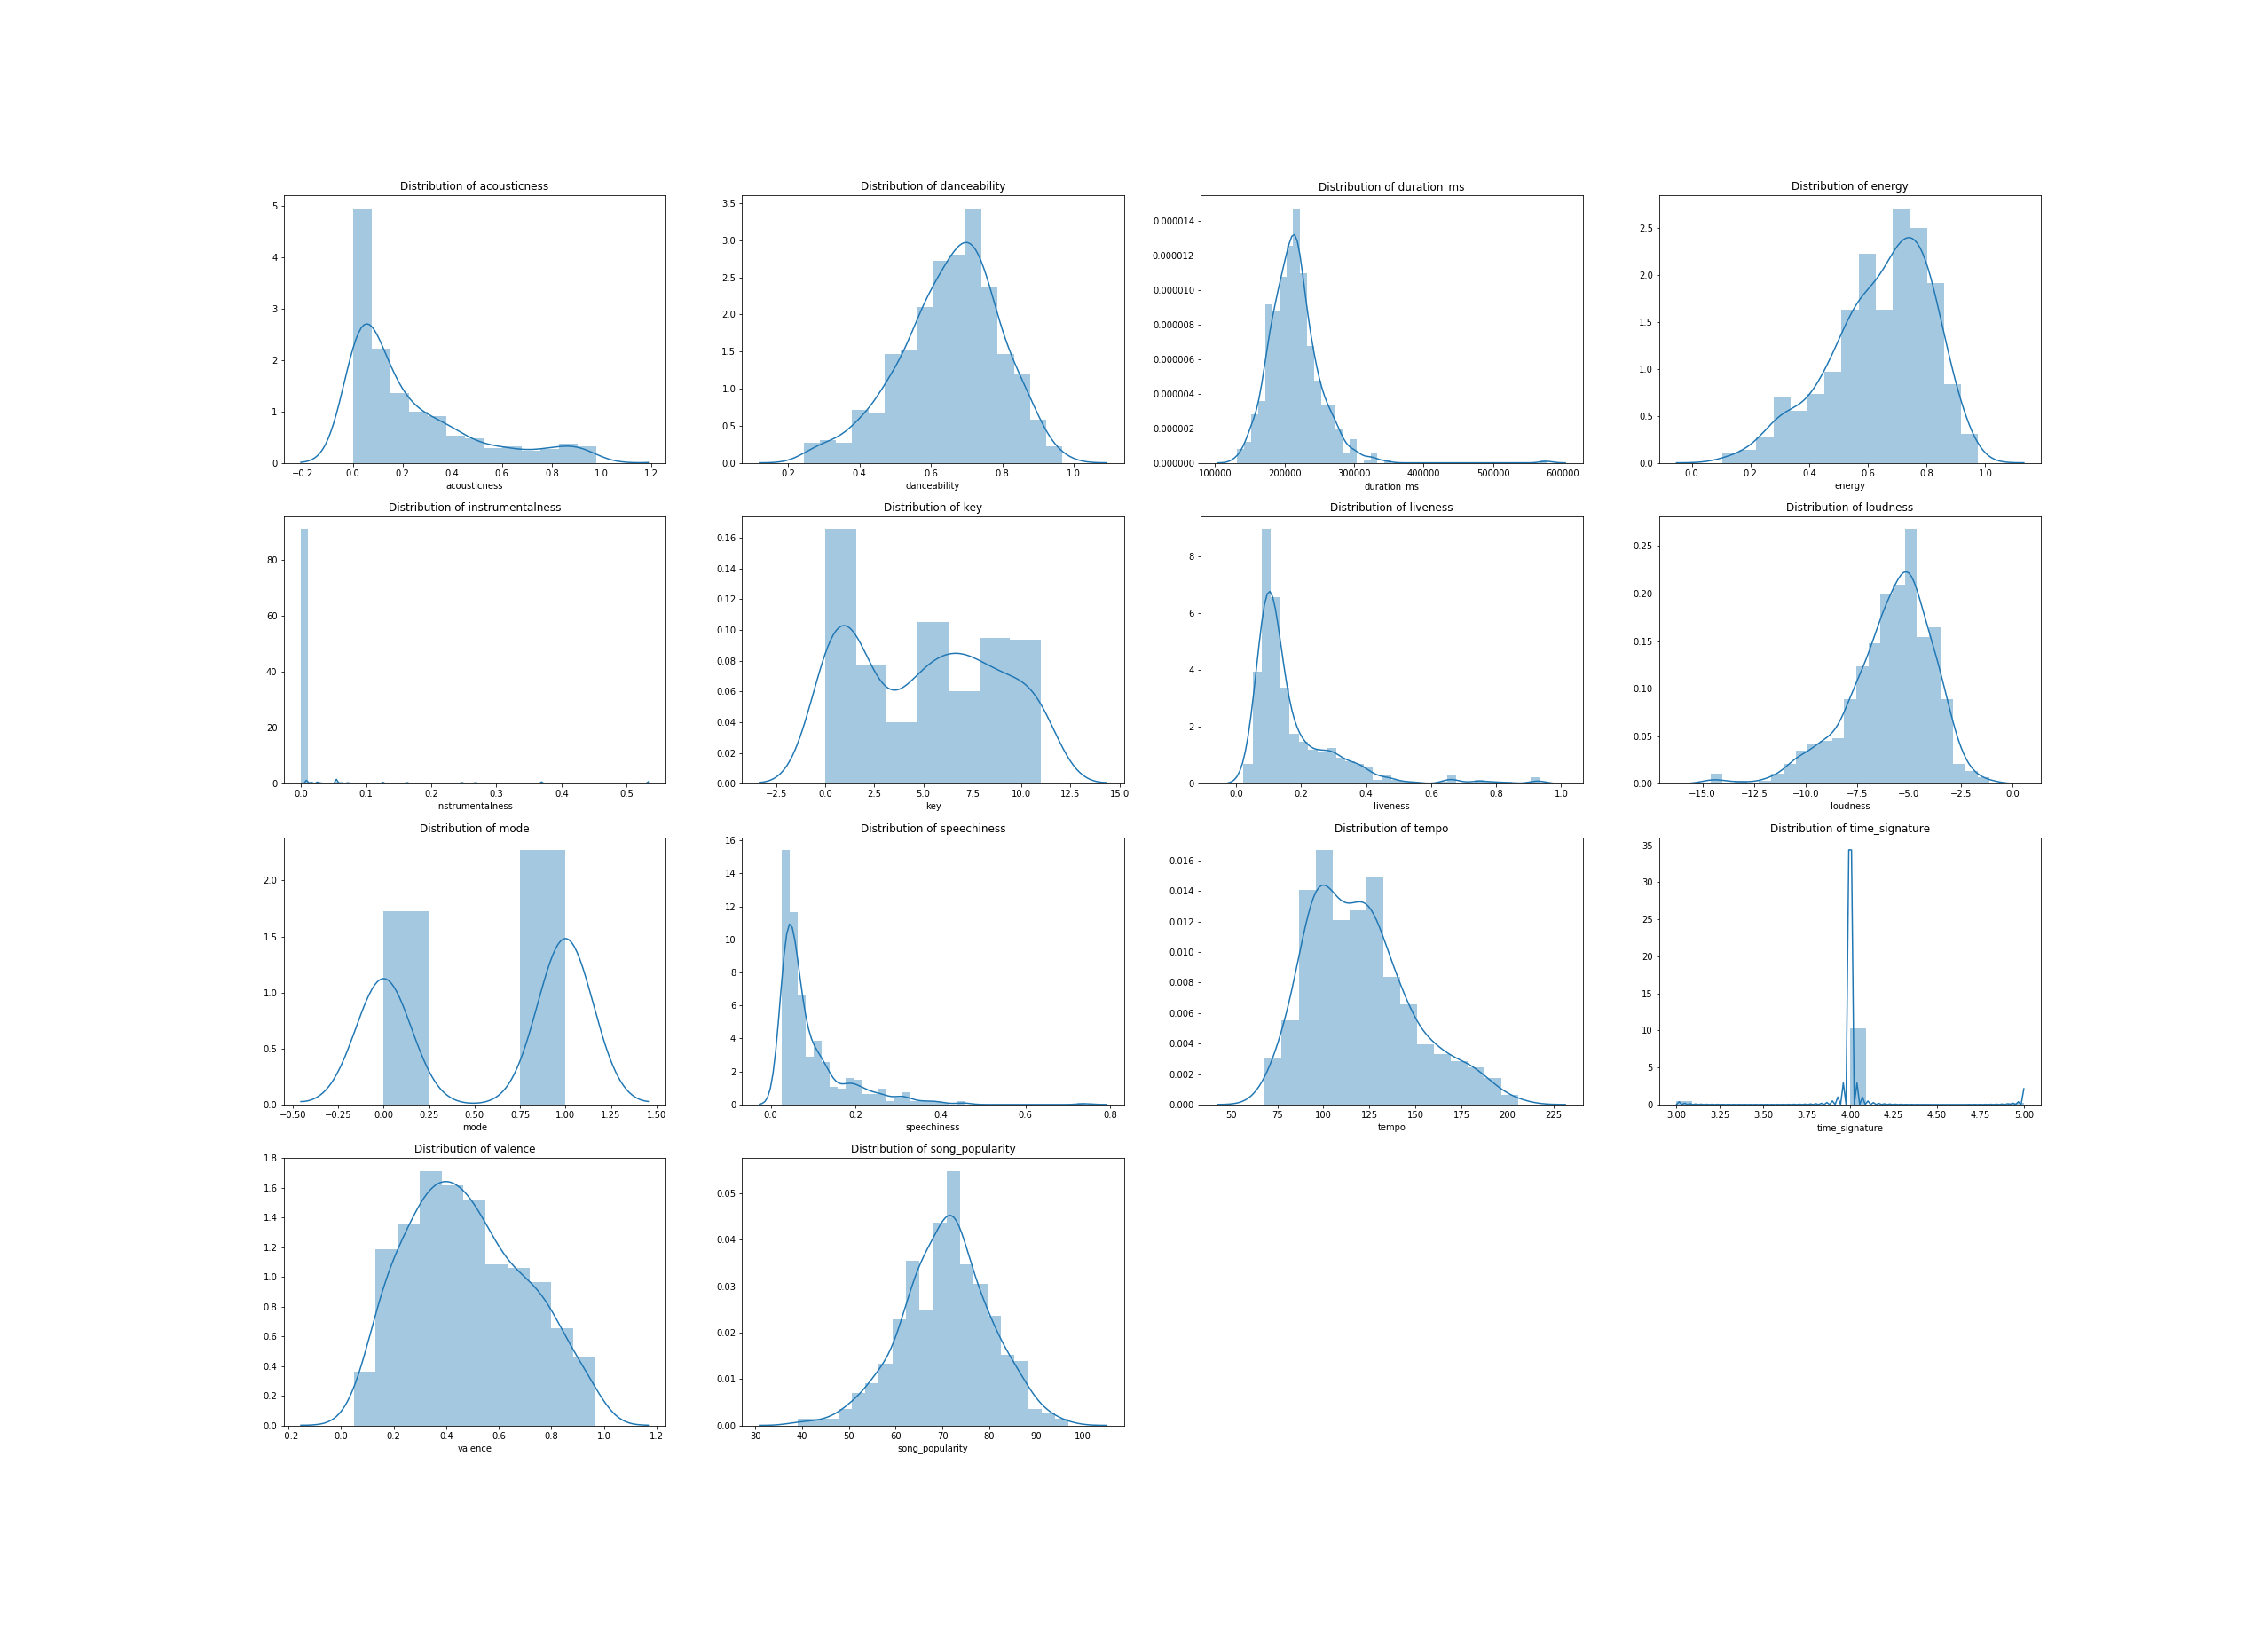 Distribution of acousticness
5
4
3
2
1
0
−0.2 0.0 0.2 0.4 0.6 0.8 1.0 1.2
acousticness
Distribution of danceability
3.5
3.0
2.5
2.0
1.5
1.0
0.5
0.0
0.2 0.4 0.6 0.8 1.0
danceability
Distribution of duration_ms
0.000014
0.000012
0.000010
0.000008
0.000006
0.000004
0.000002
0.000000
100000 200000 300000 400000 500000 600000
duration_ms
Distribution of energy
2.5
2.0
1.5
1.0
0.5
0.0
0.0 0.2 0.4 0.6 0.8 1.0
energy
Distribution of instrumentalness
80
60
40
20
0
0.0 0.1 0.2 0.3 0.4 0.5
instrumentalness
Distribution of key
0.16
0.14
0.12
0.10
0.08
0.06
0.04
0.02
0.00
−2.5 0.0 2.5 5.0 7.5 10.0 12.5 15.0
key
Distribution of liveness
8
6
4
2
0
0.0 0.2 0.4 0.6 0.8 1.0
liveness
Distribution of loudness
0.25
0.20
0.15
0.10
0.05
0.00
−15.0 −12.5 −10.0 −7.5 −5.0 −2.5 0.0
loudness
Distribution of mode
2.0
1.5
1.0
0.5
0.0
−0.50 −0.25 0.00 0.25 0.50 0.75 1.00 1.25 1.50
mode
Distribution of speechiness
16
14
12
10
8
6
4
2
0
0.0 0.2 0.4 0.6 0.8
speechiness
Distribution of tempo
0.016
0.014
0.012
0.010
0.008
0.006
0.004
0.002
0.000
50 75 100 125 150 175 200 225
tempo
Distribution of time_signature
35
30
25
20
15
10
5
0
3.00 3.25 3.50 3.75 4.00 4.25 4.50 4.75 5.00
time_signature
Distribution of valence
1.8
1.6
1.4
1.2
1.0
0.8
0.6
0.4
0.2
0.0
−0.2 0.0 0.2 0.4 0.6 0.8 1.0 1.2
valence
Distribution of song_popularity
0.05
0.04
0.03
0.02
0.01
0.00
30 40 50 60 70 80 90 100
song_popularity